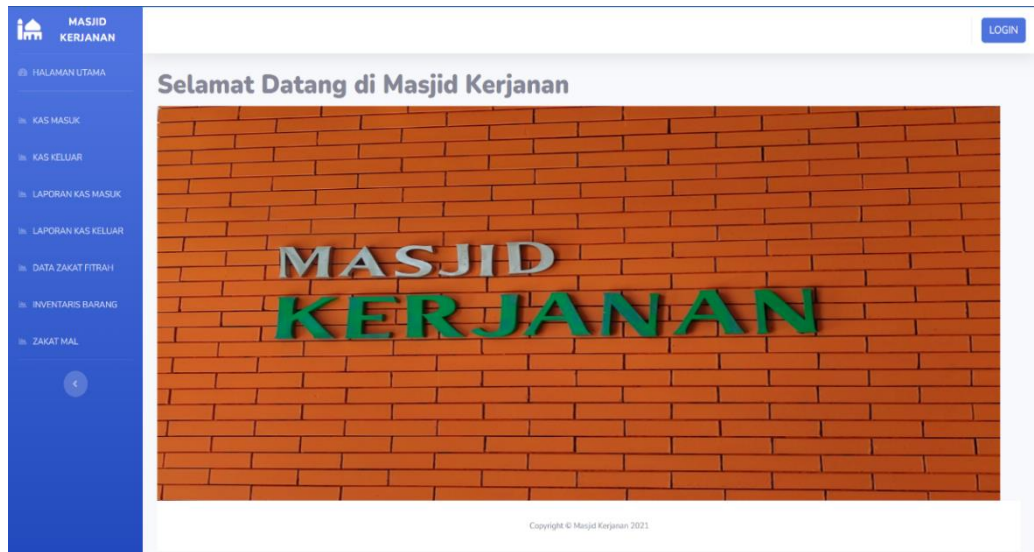 MASJID
KERJANAN
LOGIN
HALAMAN UTAMA
KAS MASUK
KAS KELUAR
LAPORAN KAS MASUK
LAPORAN KAS KELUAR
DATA ZAKAT FITRAH
INVENTARIS BARANG
ZAKAT MAL
Selamat Datang di Masjid Kerjanan
MASJID
KERJANAN
Copyright © Masjid Kerjanan 2021